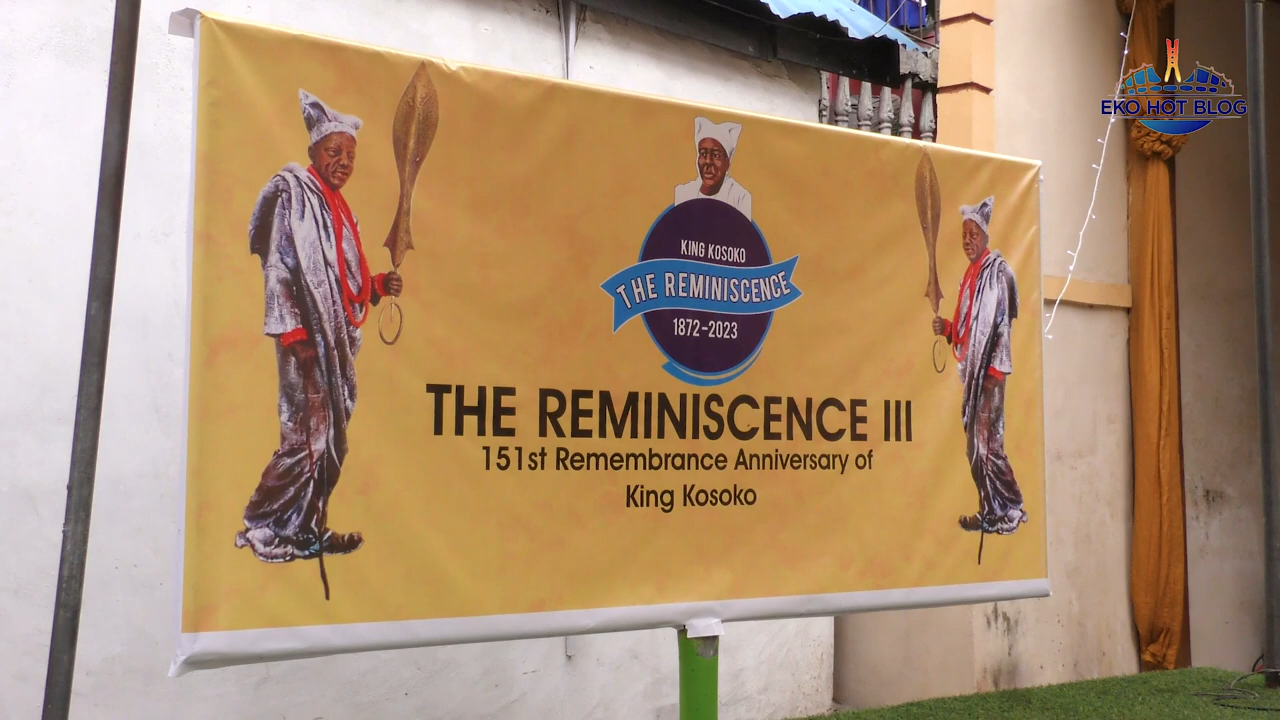 EKO HOT BLOG
KING KOSOKO
THE REMINISCENCE
1872-2023
THE REMINISCENCE III
151st Remembrance Anniversary of
King Kosoko